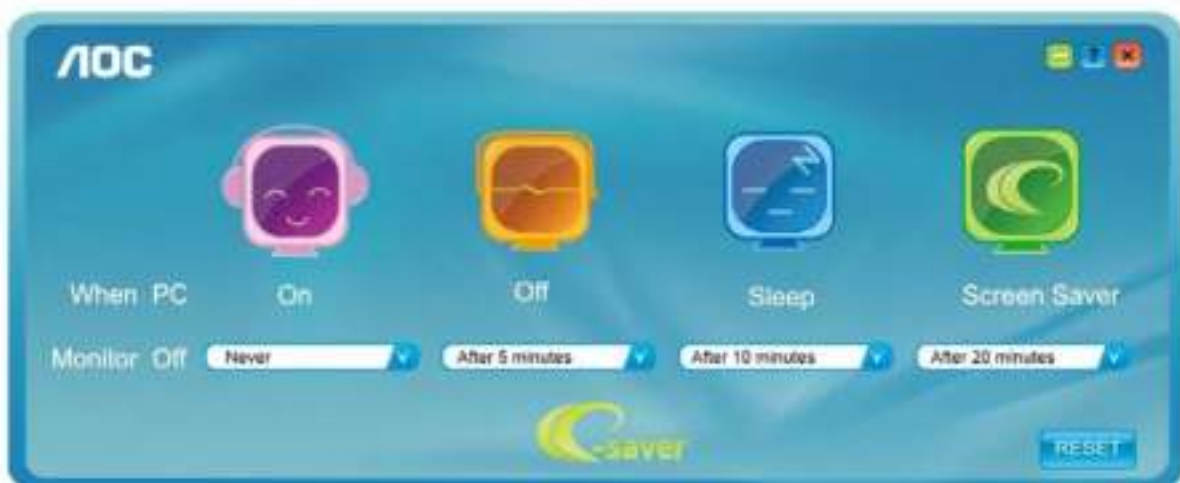 AOC
?
When PC On Off Sleep Screen Saver
Monitor Off Never After 5 minutes After 10 minutes After 20 minutes
e-saver
RESET